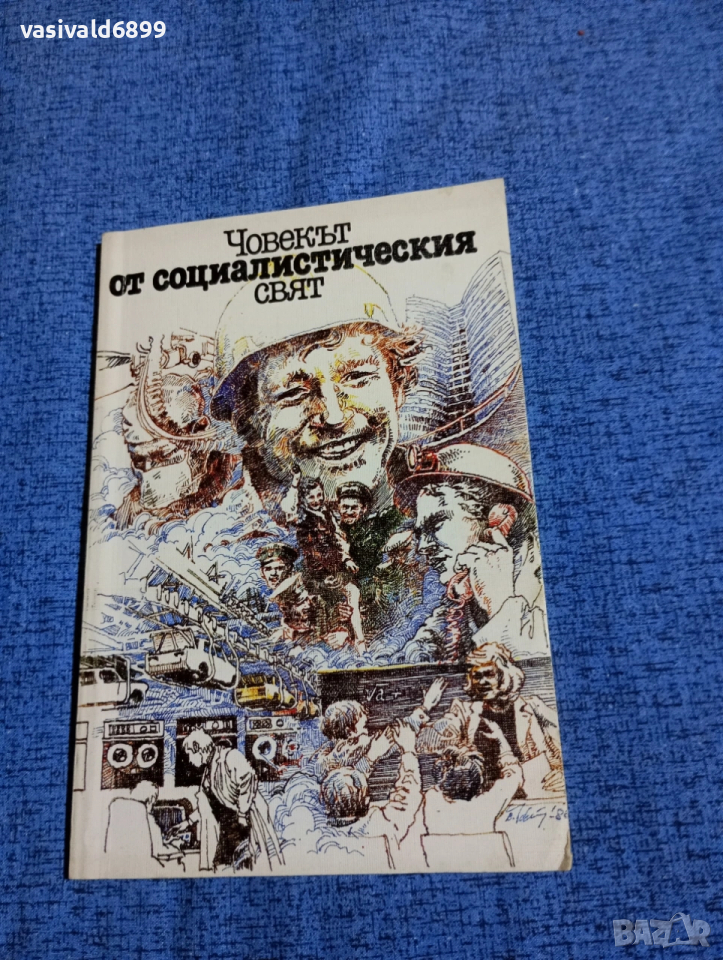 vasivald6899
Човекът
от социалистическия
свят
√a +
BAZAR